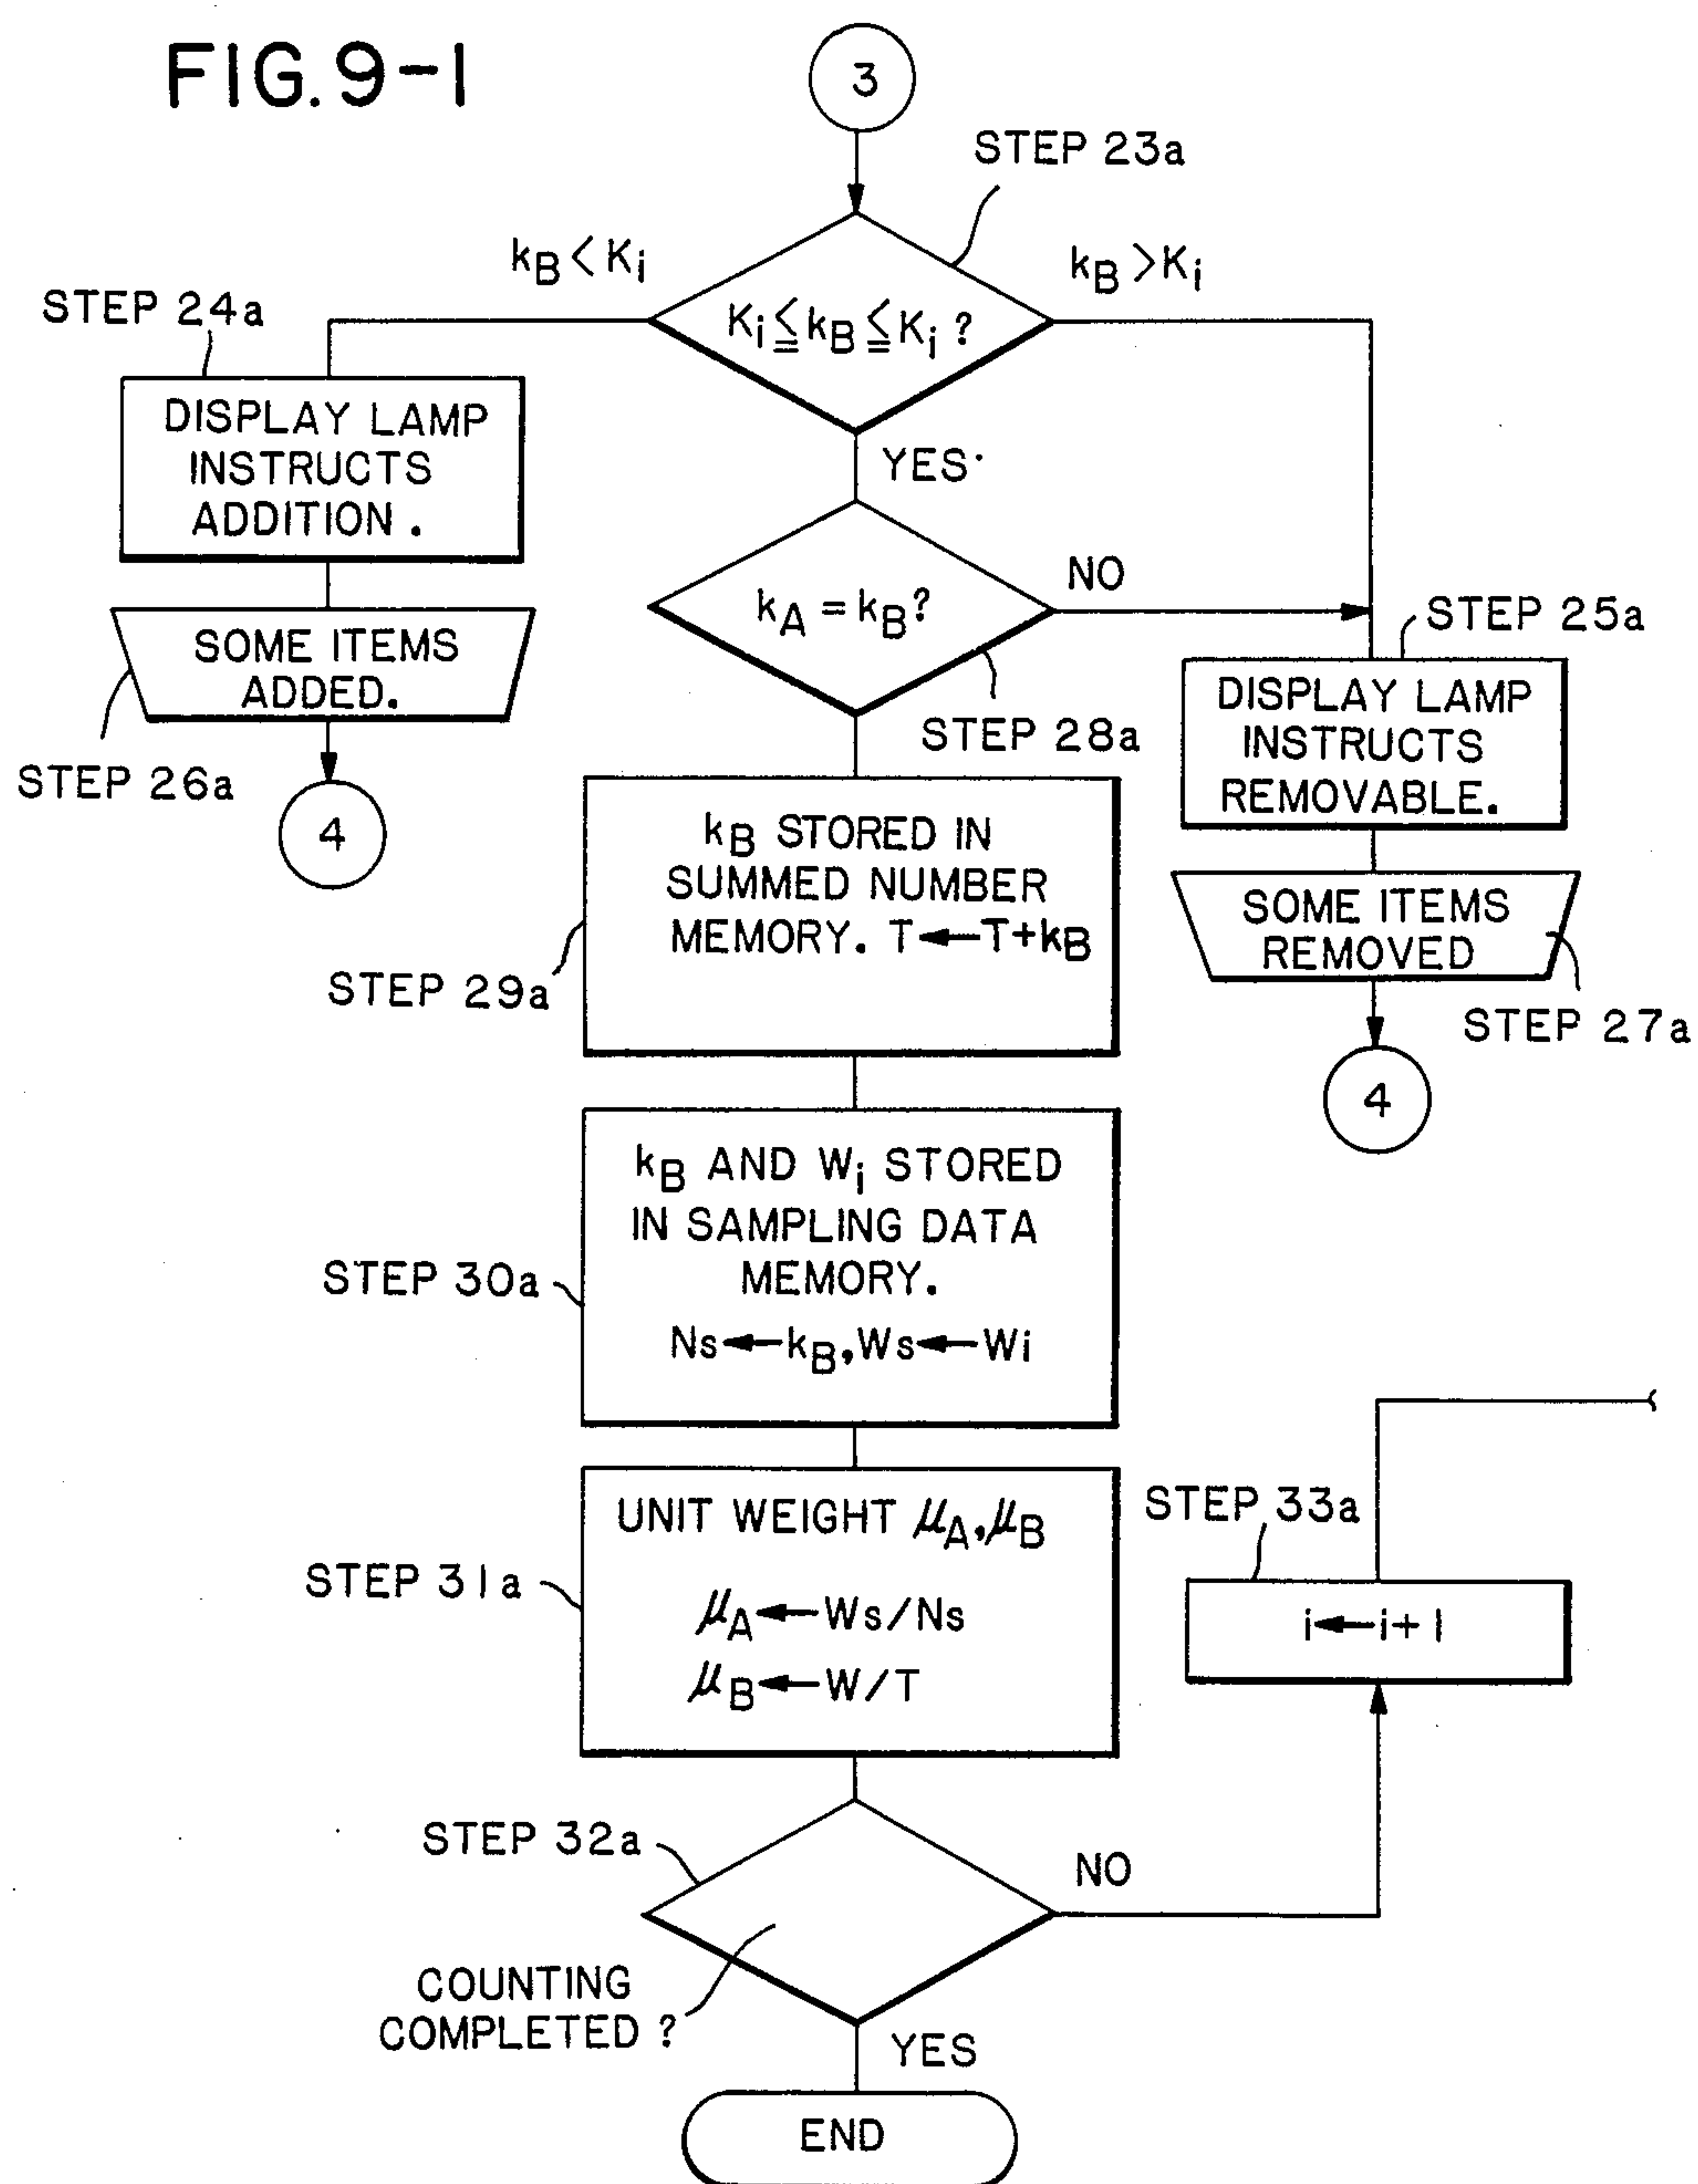 FIG. 9-1
3
STEP 23a
kB < Ki
kB > Ki
Ki ≦ kB ≦ Ki ?
STEP 24a
DISPLAY LAMP
INSTRUCTS
ADDITION.
YES
kA = kB?
NO
STEP 25a
SOME ITEMS
ADDED.
STEP 26a
4
STEP 28a
DISPLAY LAMP
INSTRUCTS
REMOVABLE.
kB STORED IN
SUMMED NUMBER
MEMORY. T←T+kB
STEP 29a
SOME ITEMS
REMOVED
STEP 27a
4
kB AND Wi STORED
IN SAMPLING DATA
MEMORY.
Ns←kB, Ws←Wi
STEP 30a
UNIT WEIGHT μA, μB
μA←Ws/Ns
μB←W/T
STEP 31a
STEP 33a
i←i+1
STEP 32a
NO
COUNTING
COMPLETED ?
YES
END